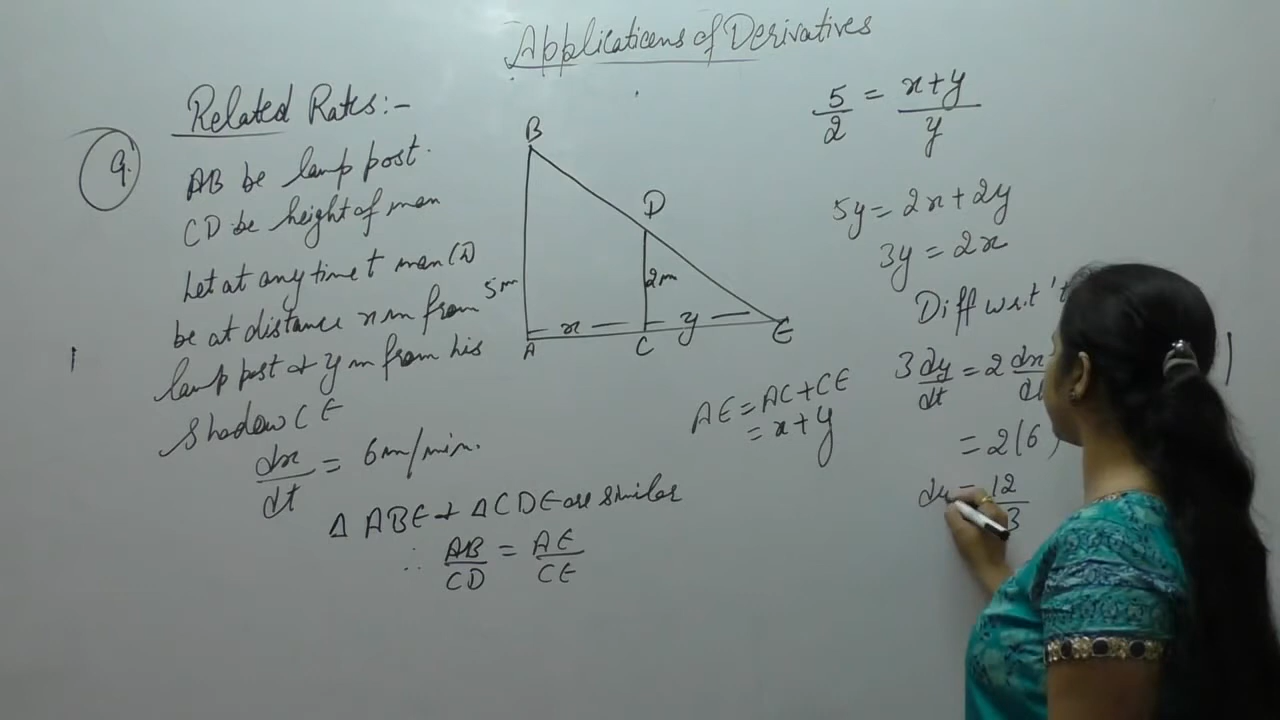 Applications of Derivatives
Related Rates:-
9.
AB be lamp post.
CD be height of man
Let at any time t man CD
be at distance x m from
lamp post & y m from his
shadow CE
dx/dt = 6m/min.
B
D
5m
2m
x
y
A
C
E
AE = AC + CE
= x + y
Δ ABE & Δ CDE are similar
∴ AB/CD = AE/CE
5/2 = x+y/y
5y = 2x + 2y
3y = 2x
Diff w.r.t 't
3 dy/dt = 2 dx
= 2(6)
dy = 12/3